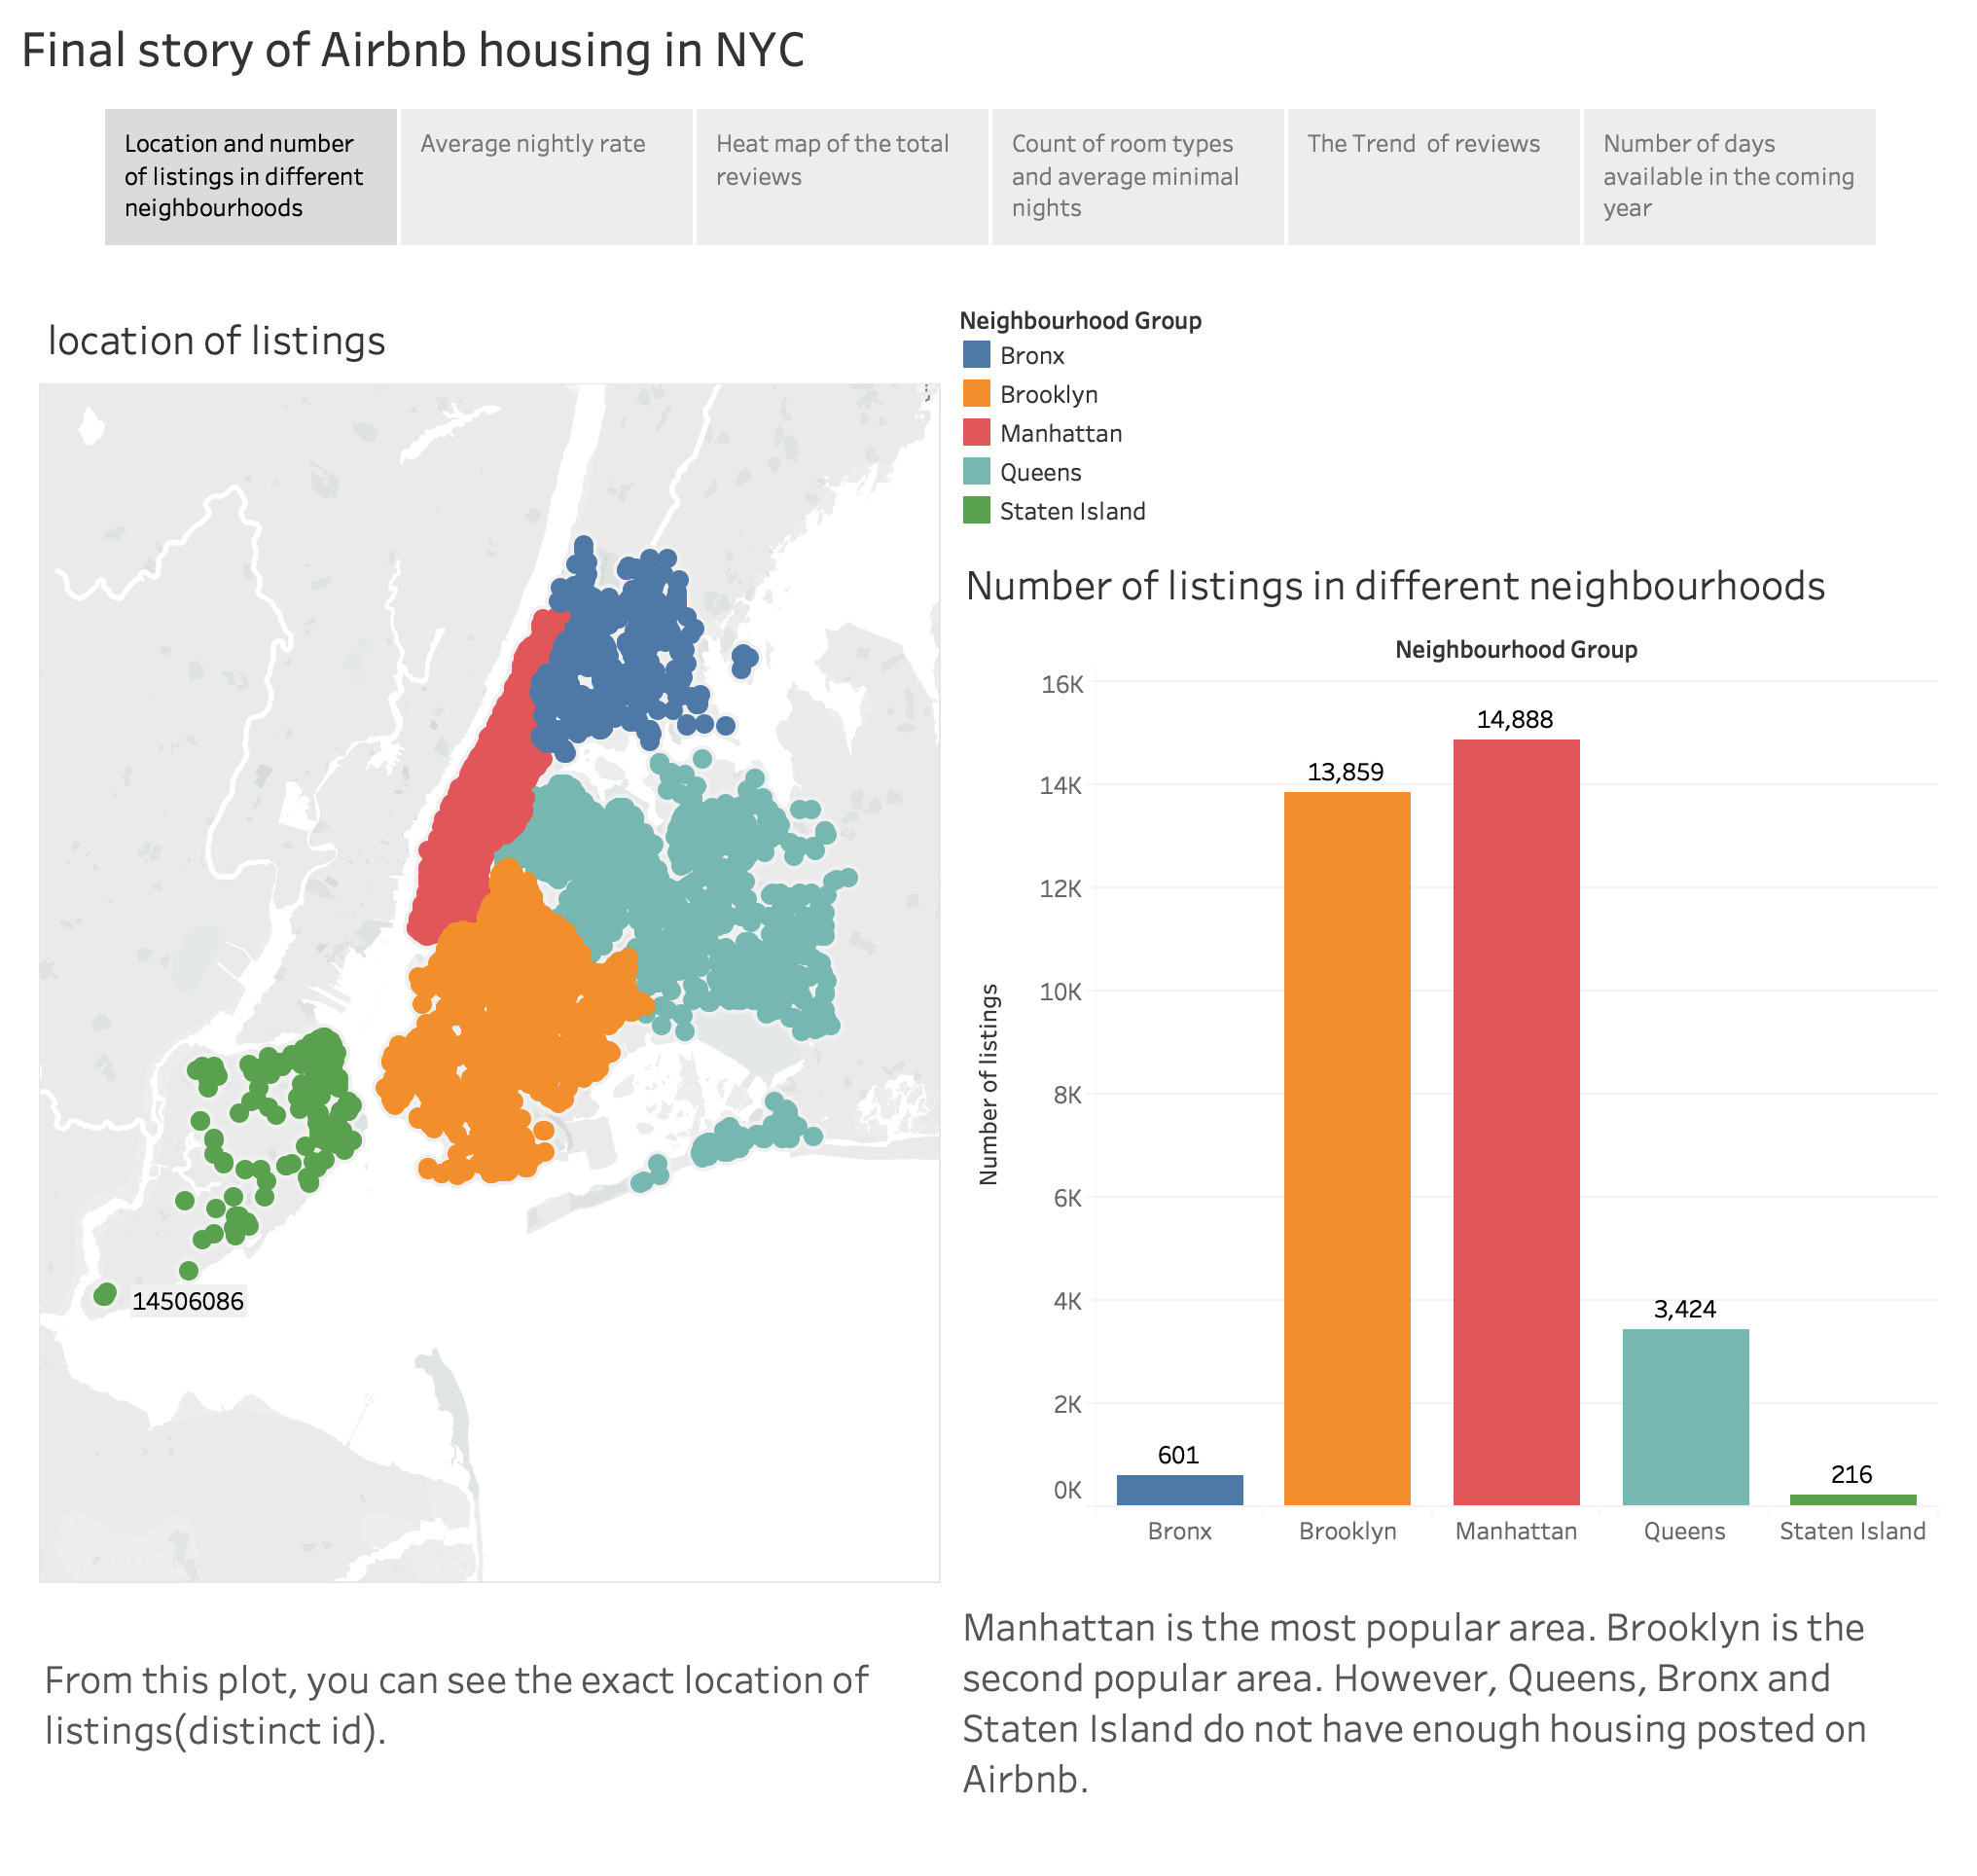 Final story of Airbnb housing in NYC
Location and number
of listings in different
neighbourhoods
Average nightly rate
Heat map of the total
reviews
Count of room types
and average minimal
nights
The Trend of reviews
Number of days
available in the coming
year
location of listings
14506086
From this plot, you can see the exact location of
listings(distinct id).
Neighbourhood Group
Bronx
Brooklyn
Manhattan
Queens
Staten Island
Number of listings in different neighbourhoods
Neighbourhood Group
Number of listings
16K
14K
12K
10K
8K
6K
4K
2K
0K
601
13,859
14,888
3,424
216
Bronx
Brooklyn
Manhattan
Queens
Staten Island
Manhattan is the most popular area. Brooklyn is the
second popular area. However, Queens, Bronx and
Staten Island do not have enough housing posted on
Airbnb.